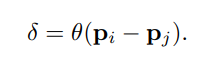 δ = θ(𝐩ᵢ − 𝐩ⱼ).